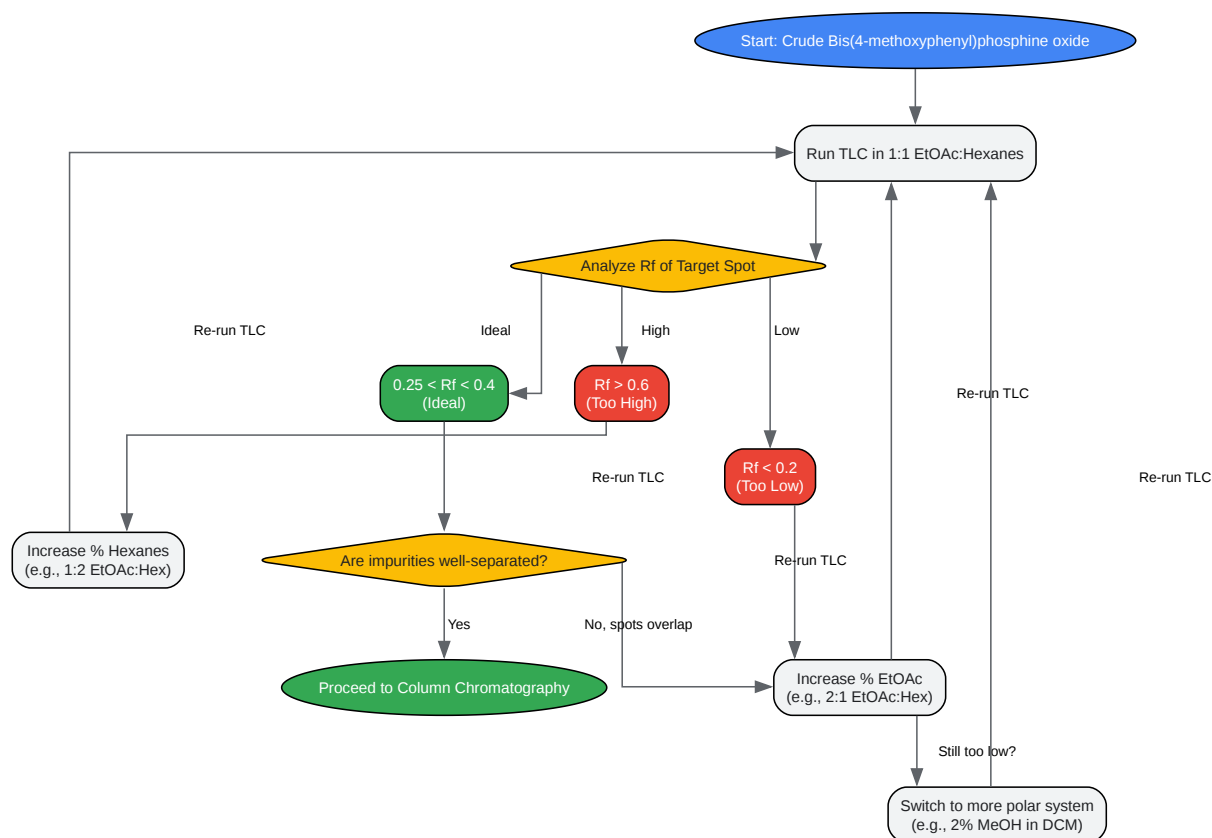 Start: Crude Bis(4-methoxyphenyl)phosphine oxide
Run TLC in 1:1 EtOAc:Hexanes
Analyze Rf of Target Spot
Re-run TLC
Ideal
High
Low
0.25 < Rf < 0.4
(Ideal)
Rf > 0.6
(Too High)
Re-run TLC
Re-run TLC
Rf < 0.2
(Too Low)
Re-run TLC
Increase % Hexanes
(e.g., 1:2 EtOAc:Hex)
Are impurities well-separated?
Re-run TLC
Yes
No, spots overlap
Proceed to Column Chromatography
Increase % EtOAc
(e.g., 2:1 EtOAc:Hex)
Still too low?
Switch to more polar system
(e.g., 2% MeOH in DCM)